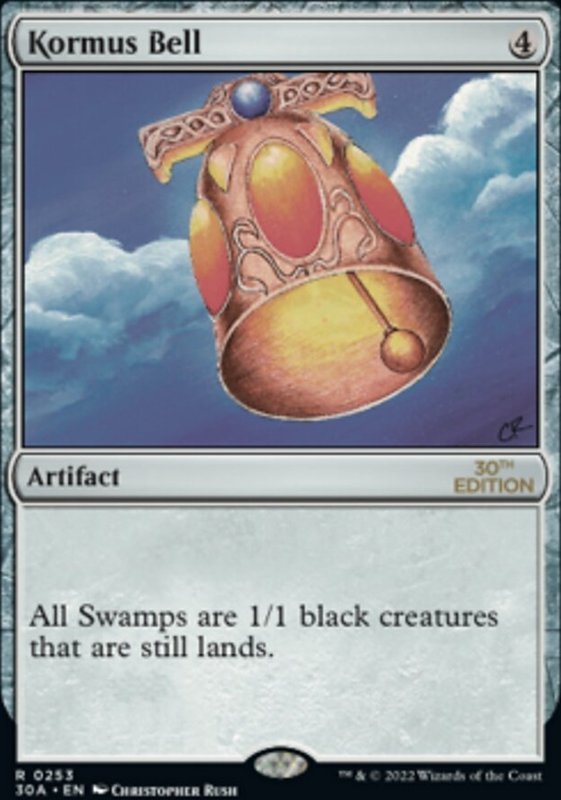 Kormus Bell 4
CR
Artifact
30TH
EDITION
All Swamps are 1/1 black creatures
that are still lands.
R 0253
30A • EN Christopher Rush
™ & © 2022 Wizards of the Coast